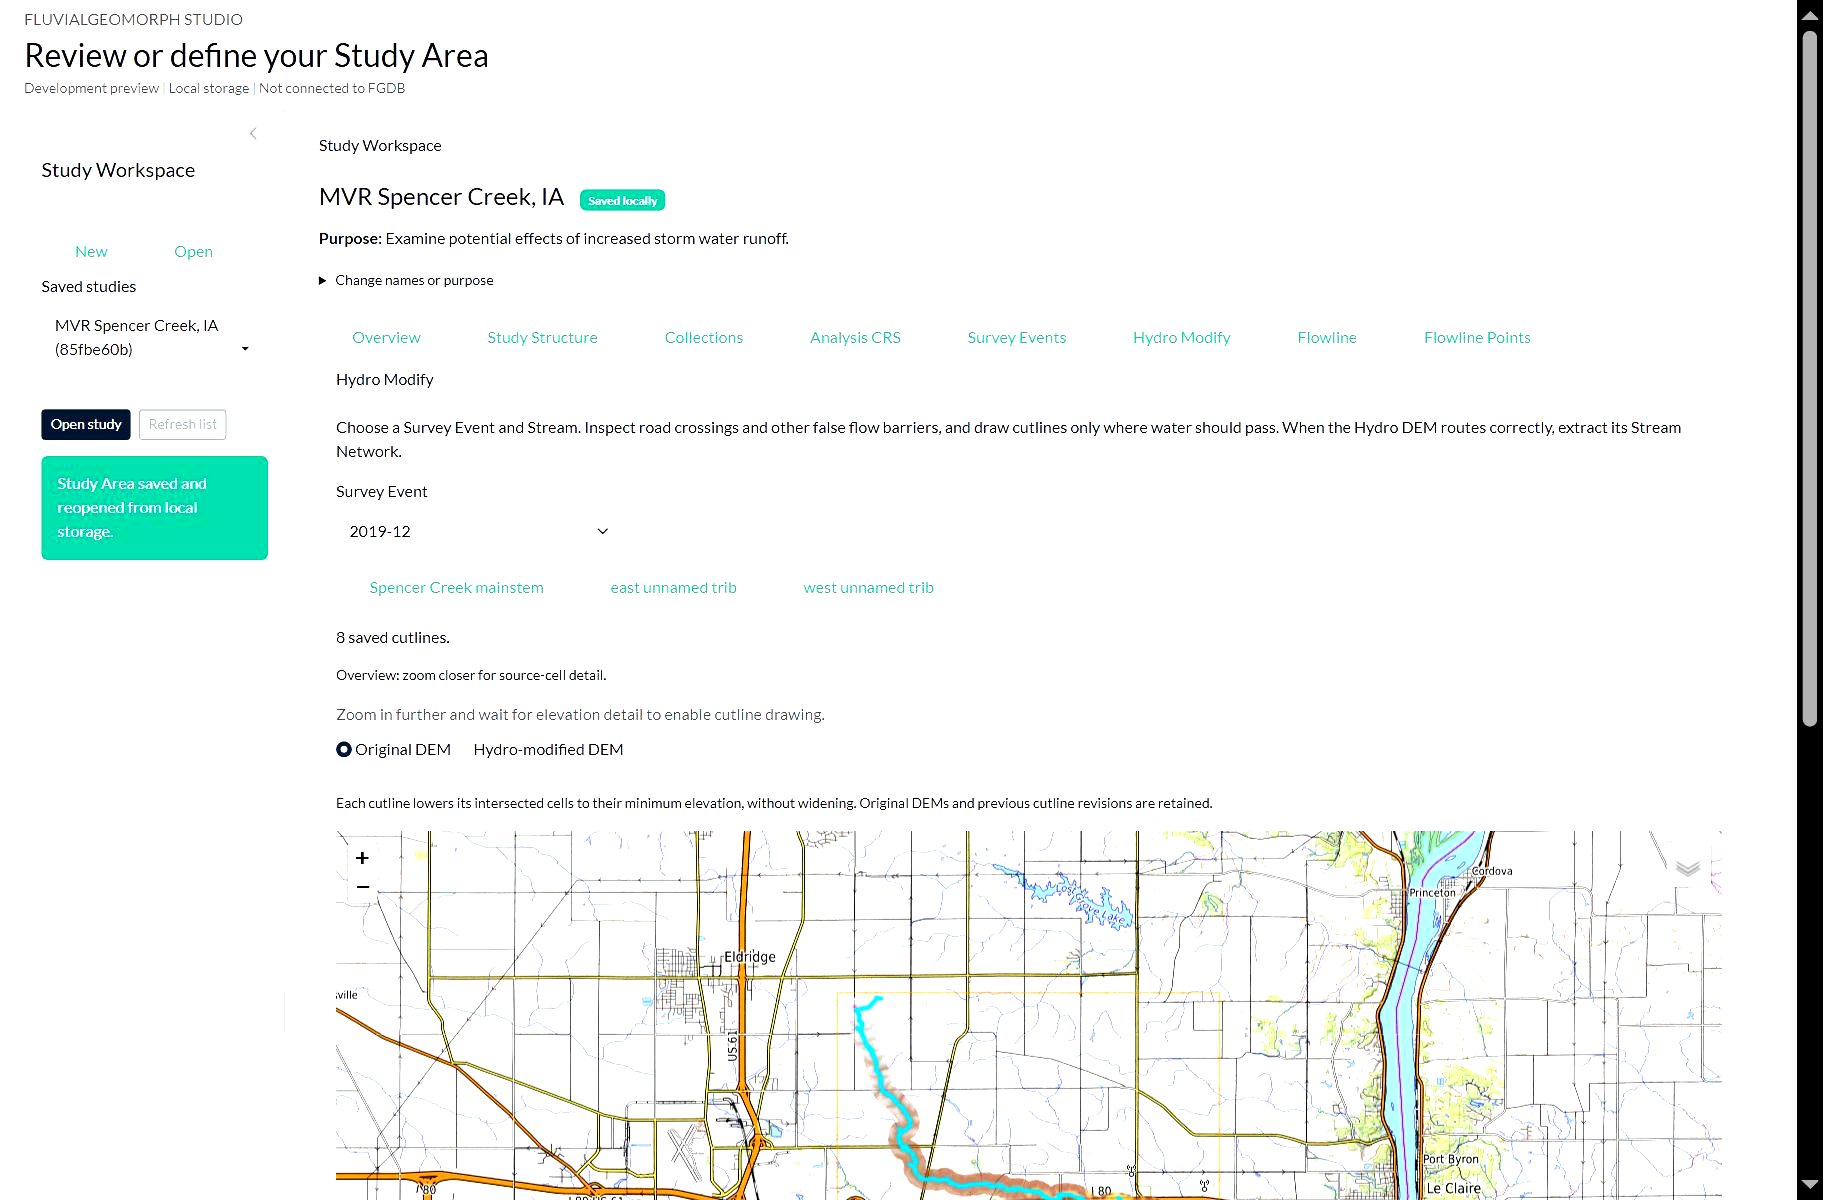 FLUVIALGEOMORPH STUDIO
Review or define your Study Area
Development preview | Local storage | Not connected to FGDB
Study Workspace
New
Open
Saved studies
MVR Spencer Creek, IA
(85fbe60b)
Open study
Refresh list
Study Area saved and
reopened from local
storage.
Study Workspace
MVR Spencer Creek, IA
Saved locally
Purpose: Examine potential effects of increased storm water runoff.
Change names or purpose
Overview
Study Structure
Collections
Analysis CRS
Survey Events
Hydro Modify
Flowline
Flowline Points
Hydro Modify
Choose a Survey Event and Stream. Inspect road crossings and other false flow barriers, and draw cutlines only where water should pass. When the Hydro DEM routes correctly, extract its Stream
Network.
Survey Event
2019-12
Spencer Creek mainstem
east unnamed trib
west unnamed trib
8 saved cutlines.
Overview: zoom closer for source-cell detail.
Zoom in further and wait for elevation detail to enable cutline drawing.
Original DEM
Hydro-modified DEM
Each cutline lowers its intersected cells to their minimum elevation, without widening. Original DEMs and previous cutline revisions are retained.
+
−
Cordova
Princeton
Lost Grove Lake
Eldridge
sville
US 61
Port Byron
I 80
I 80
Le Claire